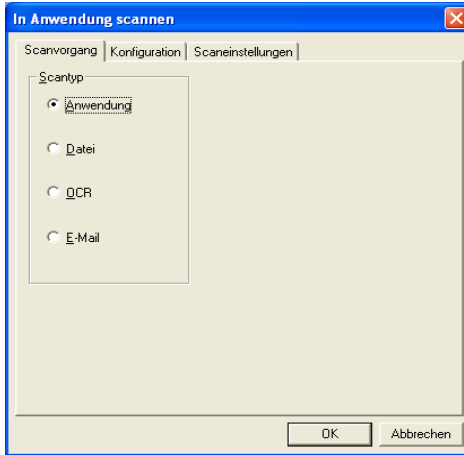 In Anwendung scannen
Scanvorgang Konfiguration Scaneinstellungen
Scantyp
Anwendung
Datei
OCR
E-Mail
OK Abbrechen